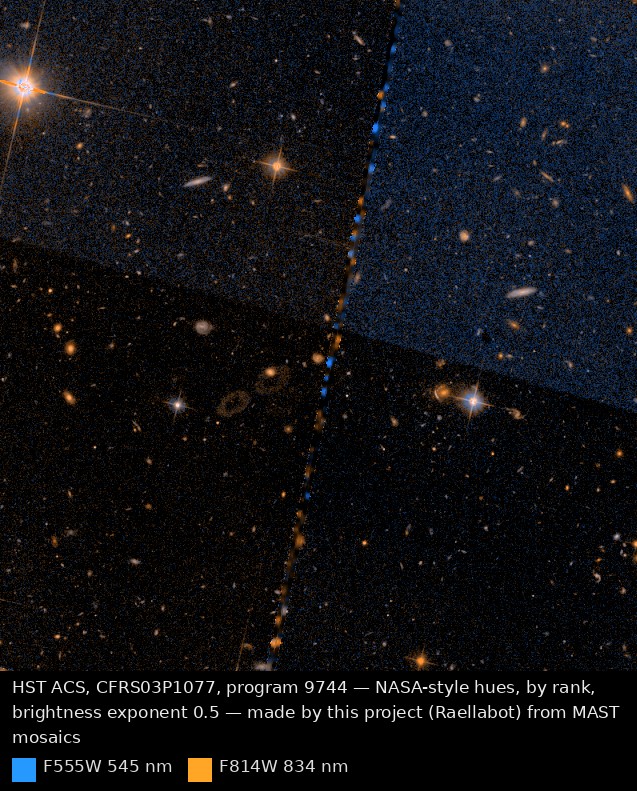 HST ACS, CFRS03P1077, program 9744 — NASA-style hues, by rank,
brightness exponent 0.5 — made by this project (Raellabot) from MAST
mosaics
F555W 545 nm F814W 834 nm